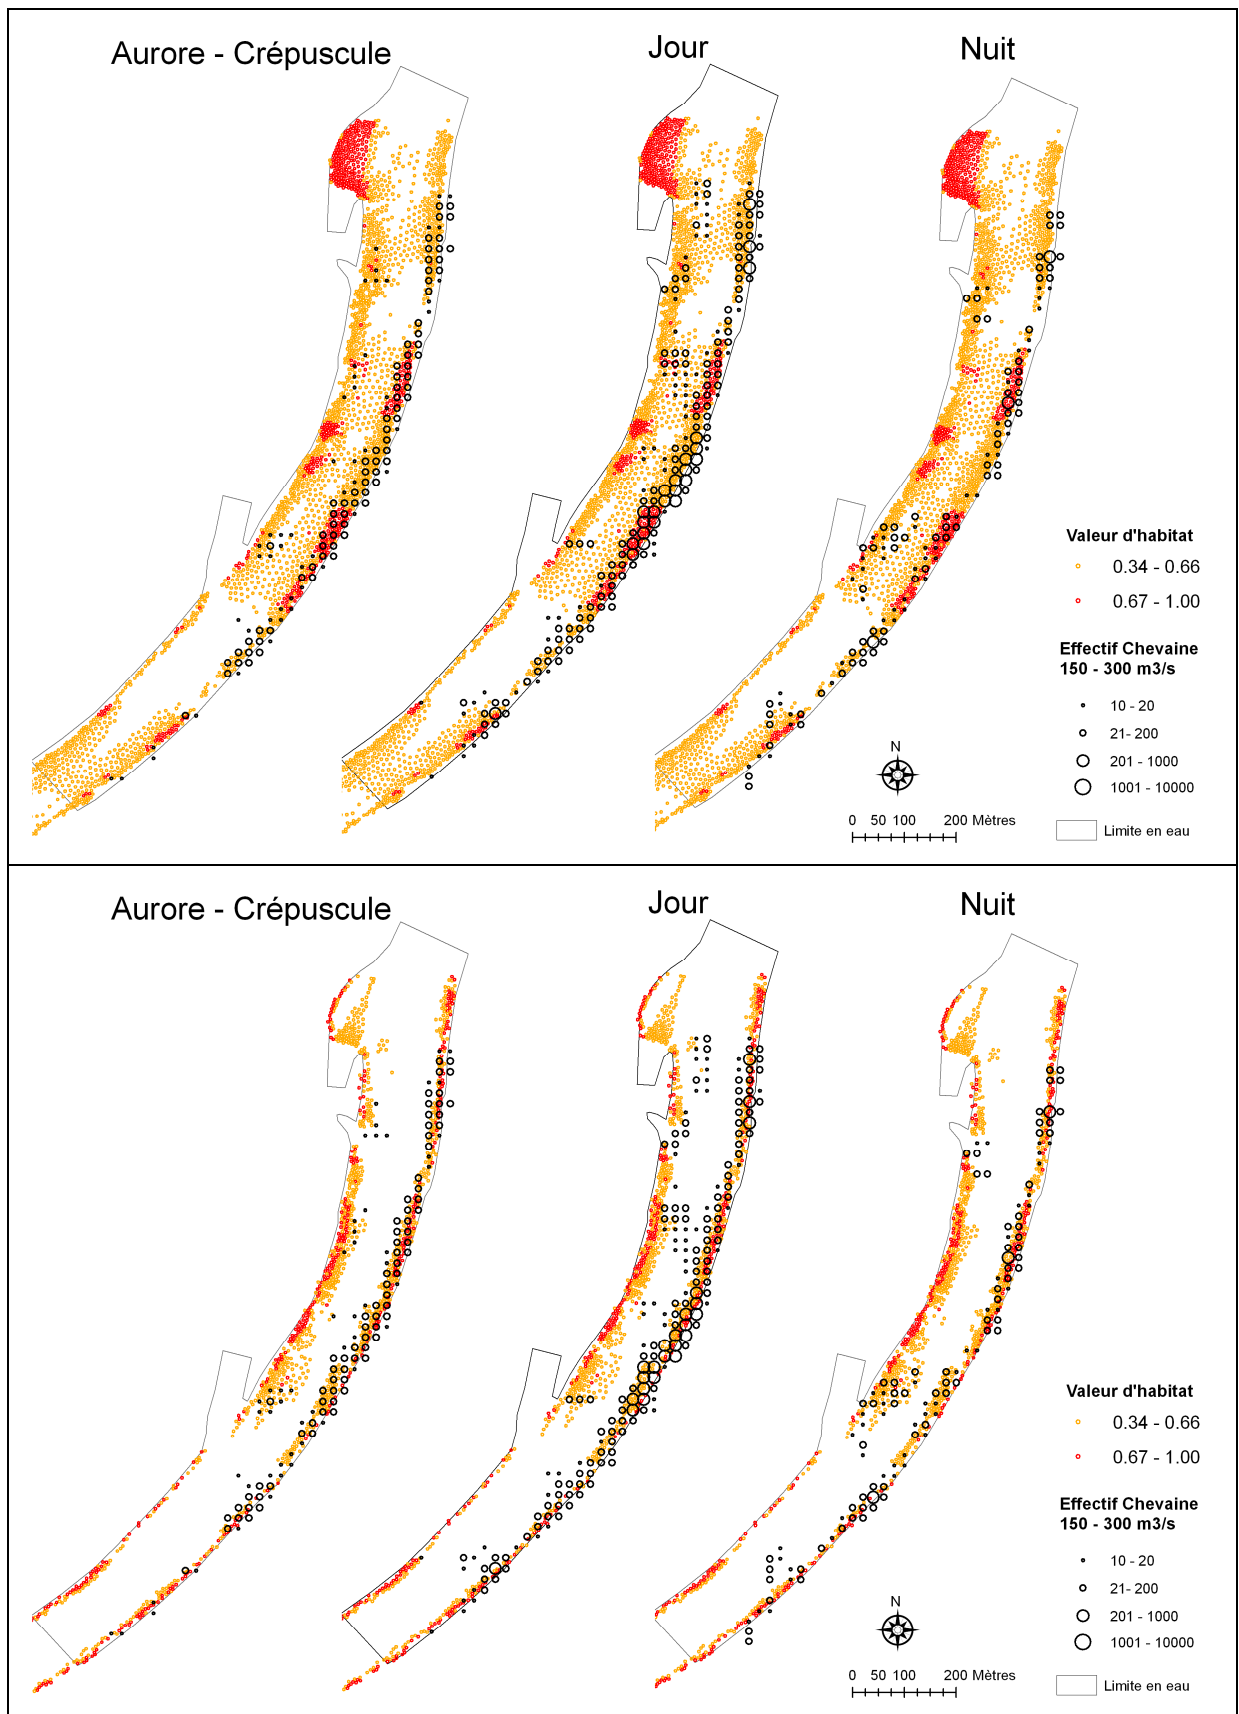 Aurore - Crépuscule
Jour
Nuit
Valeur d'habitat
0.34 - 0.66
0.67 - 1.00
Effectif Chevaine
150 - 300 m3/s
10 - 20
21- 200
201 - 1000
1001 - 10000
N
0 50 100 200 Mètres
Limite en eau
Aurore - Crépuscule
Jour
Nuit
Valeur d'habitat
0.34 - 0.66
0.67 - 1.00
Effectif Chevaine
150 - 300 m3/s
10 - 20
21- 200
201 - 1000
1001 - 10000
N
0 50 100 200 Mètres
Limite en eau